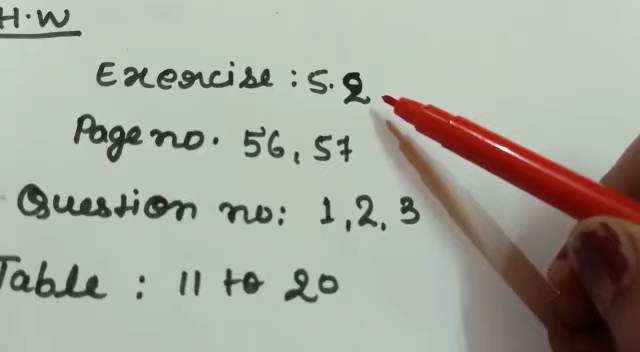 H.W
Exercise : 5.2
Page no. 56, 57
Question no: 1, 2, 3
Table : 11 to 20